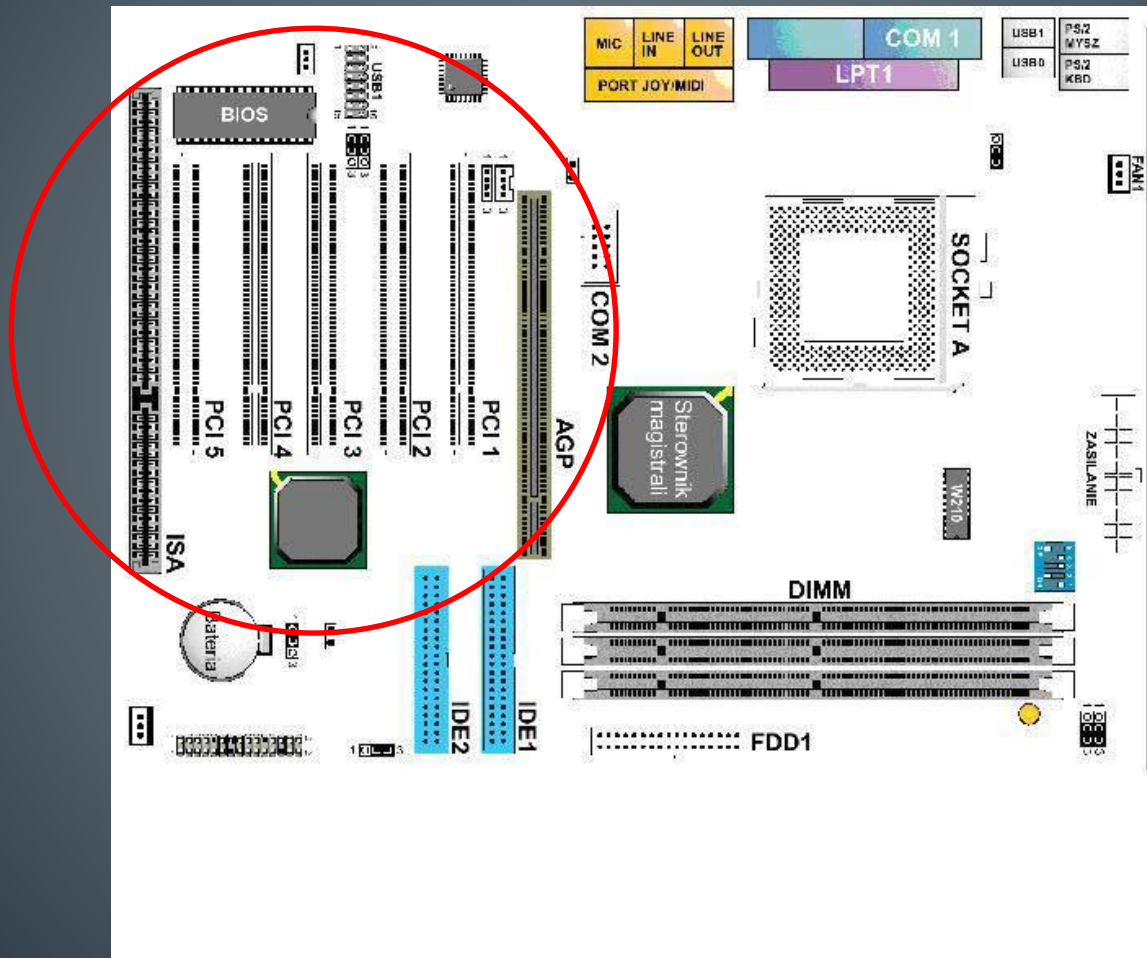 MIC
LINE
IN
LINE
OUT
PORT JOY/MIDI
COM 1
LPT1
USB1
USB0
PS/2
MYSZ
PS/2
KBD
BIOS
USB1
FAN1
SOCKET A
COM 2
PCI 5
PCI 4
PCI 3
PCI 2
PCI 1
AGP
Sterownik
magistrali
ZASILANIE
W210
ISA
DIMM
Bateria
IDE2
IDE1
FDD1
1
3